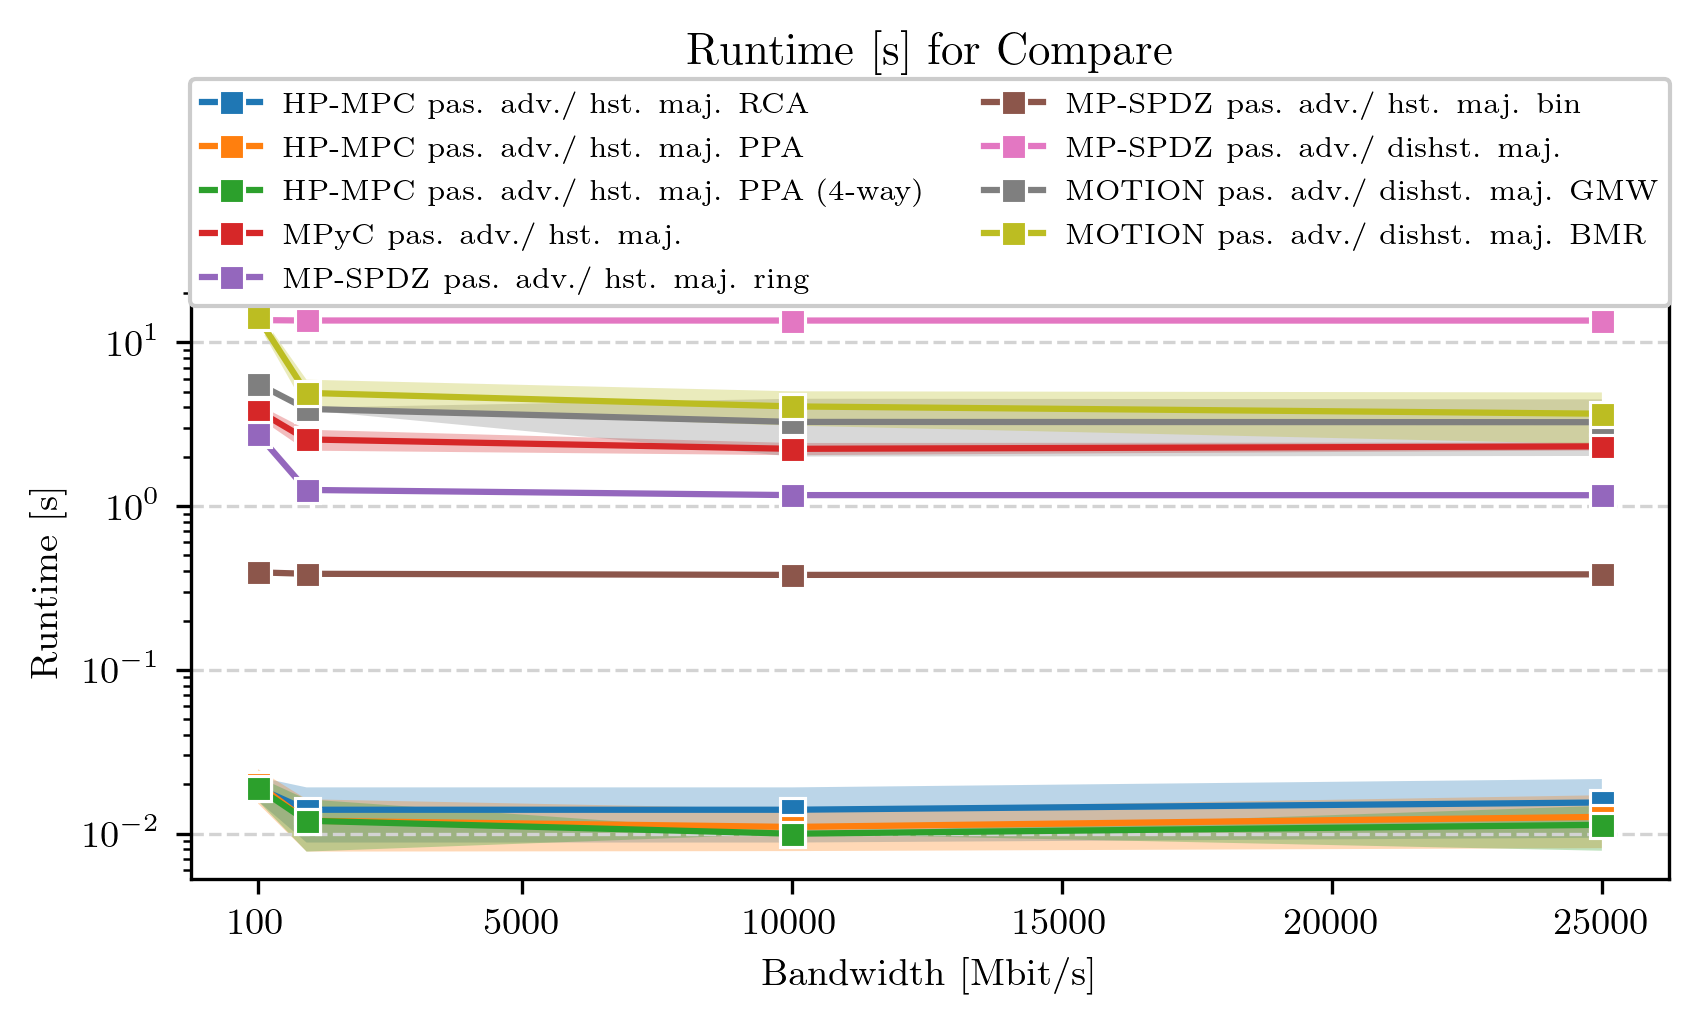 Runtime [s] for Compare
HP-MPC pas. adv./ hst. maj. RCA
HP-MPC pas. adv./ hst. maj. PPA
HP-MPC pas. adv./ hst. maj. PPA (4-way)
MPyC pas. adv./ hst. maj.
MP-SPDZ pas. adv./ hst. maj. ring
MP-SPDZ pas. adv./ hst. maj. bin
MP-SPDZ pas. adv./ dishst. maj.
MOTION pas. adv./ dishst. maj. GMW
MOTION pas. adv./ dishst. maj. BMR
Runtime [s]
10¹
10⁰
10⁻¹
10⁻²
100 5000 10000 15000 20000 25000
Bandwidth [Mbit/s]